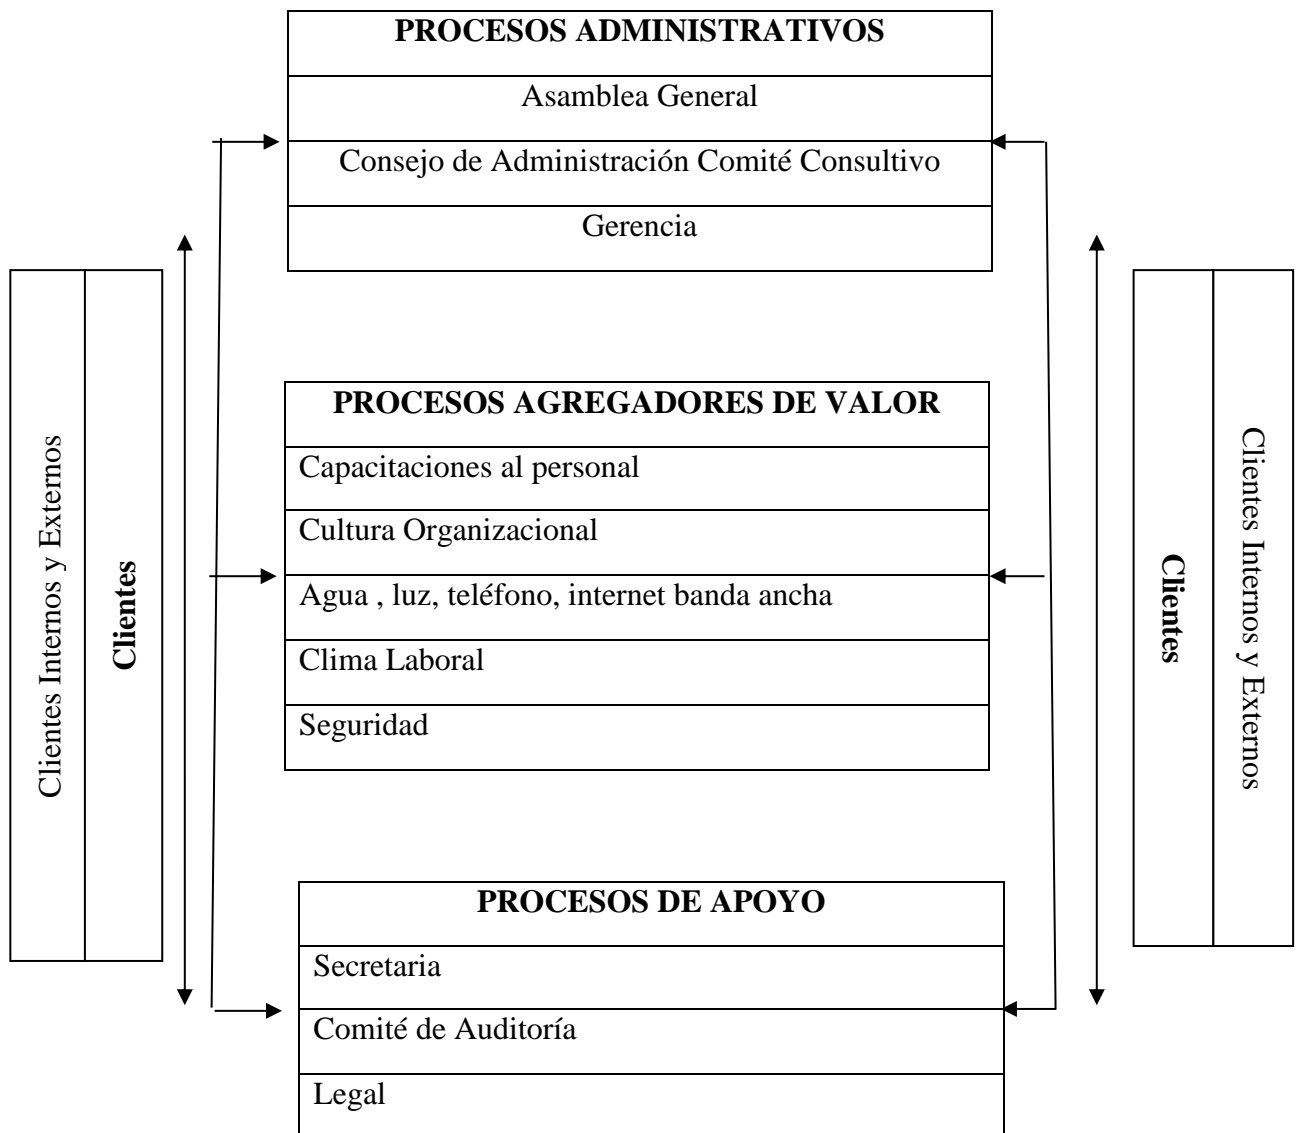 PROCESOS ADMINISTRATIVOS
Asamblea General
Consejo de Administración Comité Consultivo
Gerencia
Clientes Internos y Externos
Clientes
PROCESOS AGREGADORES DE VALOR
Capacitaciones al personal
Cultura Organizacional
Agua , luz, teléfono, internet banda ancha
Clima Laboral
Seguridad
Clientes
Clientes Internos y Externos
PROCESOS DE APOYO
Secretaria
Comité de Auditoría
Legal